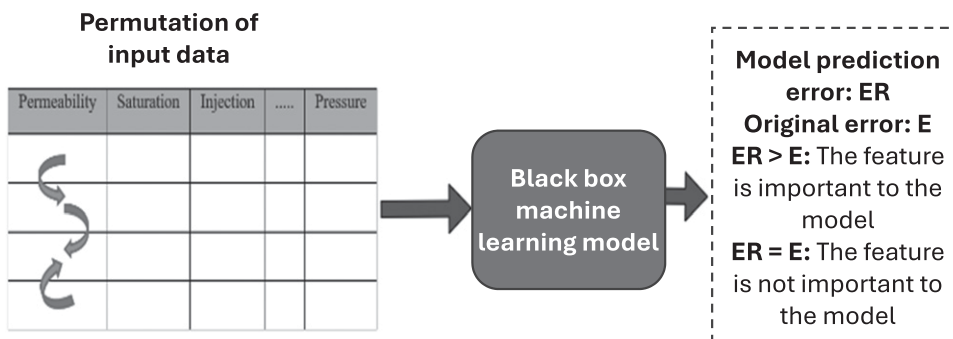 Permutation of
input data
Permeability Saturation Injection ..... Pressure
Black box
machine
learning model
Model prediction
error: ER
Original error: E
ER > E: The feature
is important to the
model
ER = E: The feature
is not important to
the model